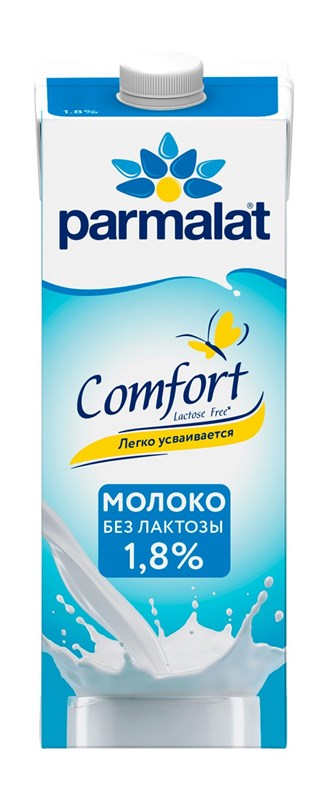 1.8%
parmalat®
Comfort
Lactose Free*
Легко усваивается
МОЛОКО
БЕЗ ЛАКТОЗЫ
1,8%